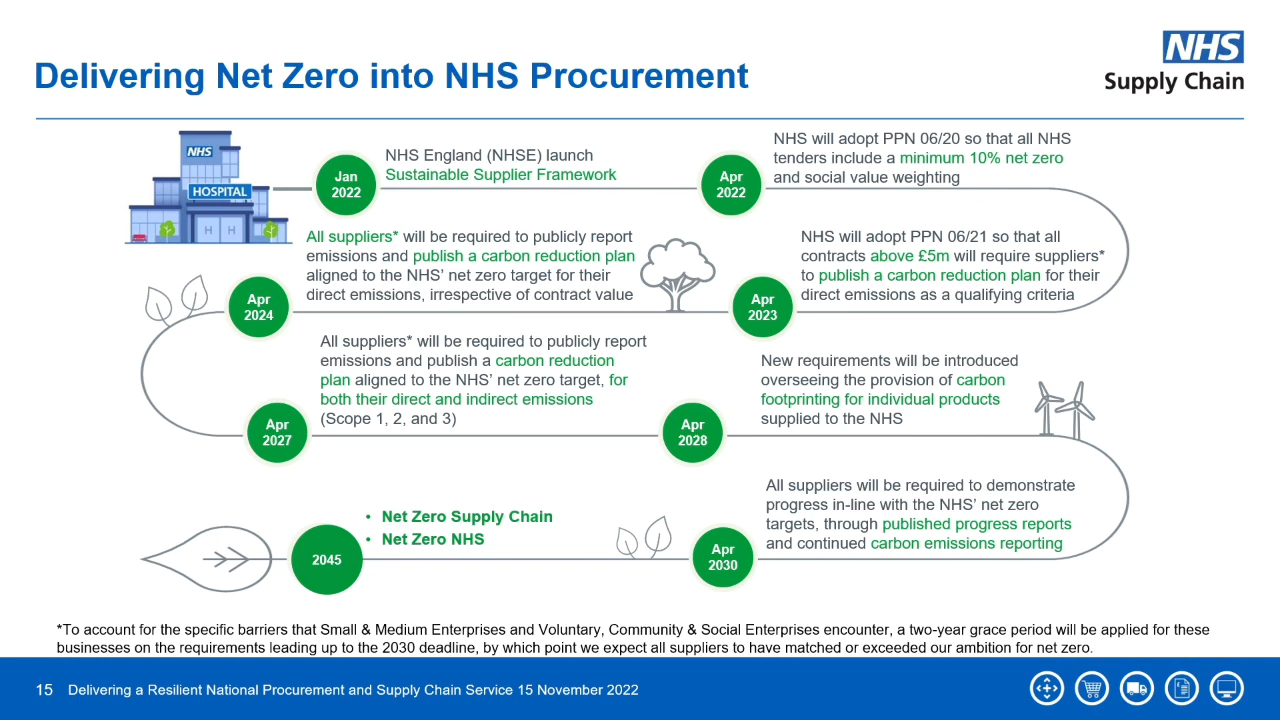 Delivering Net Zero into NHS Procurement
NHS
Supply Chain
NHS
HOSPITAL
H H
Jan
2022
NHS England (NHSE) launch
Sustainable Supplier Framework
Apr
2022
NHS will adopt PPN 06/20 so that all NHS
tenders include a minimum 10% net zero
and social value weighting
Apr
2023
NHS will adopt PPN 06/21 so that all
contracts above £5m will require suppliers*
to publish a carbon reduction plan for their
direct emissions as a qualifying criteria
Apr
2024
All suppliers* will be required to publicly report
emissions and publish a carbon reduction plan
aligned to the NHS' net zero target for their
direct emissions, irrespective of contract value
Apr
2027
All suppliers* will be required to publicly report
emissions and publish a carbon reduction
plan aligned to the NHS' net zero target, for
both their direct and indirect emissions
(Scope 1, 2, and 3)
Apr
2028
New requirements will be introduced
overseeing the provision of carbon
footprinting for individual products
supplied to the NHS
Apr
2030
All suppliers will be required to demonstrate
progress in-line with the NHS' net zero
targets, through published progress reports
and continued carbon emissions reporting
2045
• Net Zero Supply Chain
• Net Zero NHS
*To account for the specific barriers that Small & Medium Enterprises and Voluntary, Community & Social Enterprises encounter, a two-year grace period will be applied for these
businesses on the requirements leading up to the 2030 deadline, by which point we expect all suppliers to have matched or exceeded our ambition for net zero.
15 Delivering a Resilient National Procurement and Supply Chain Service 15 November 2022